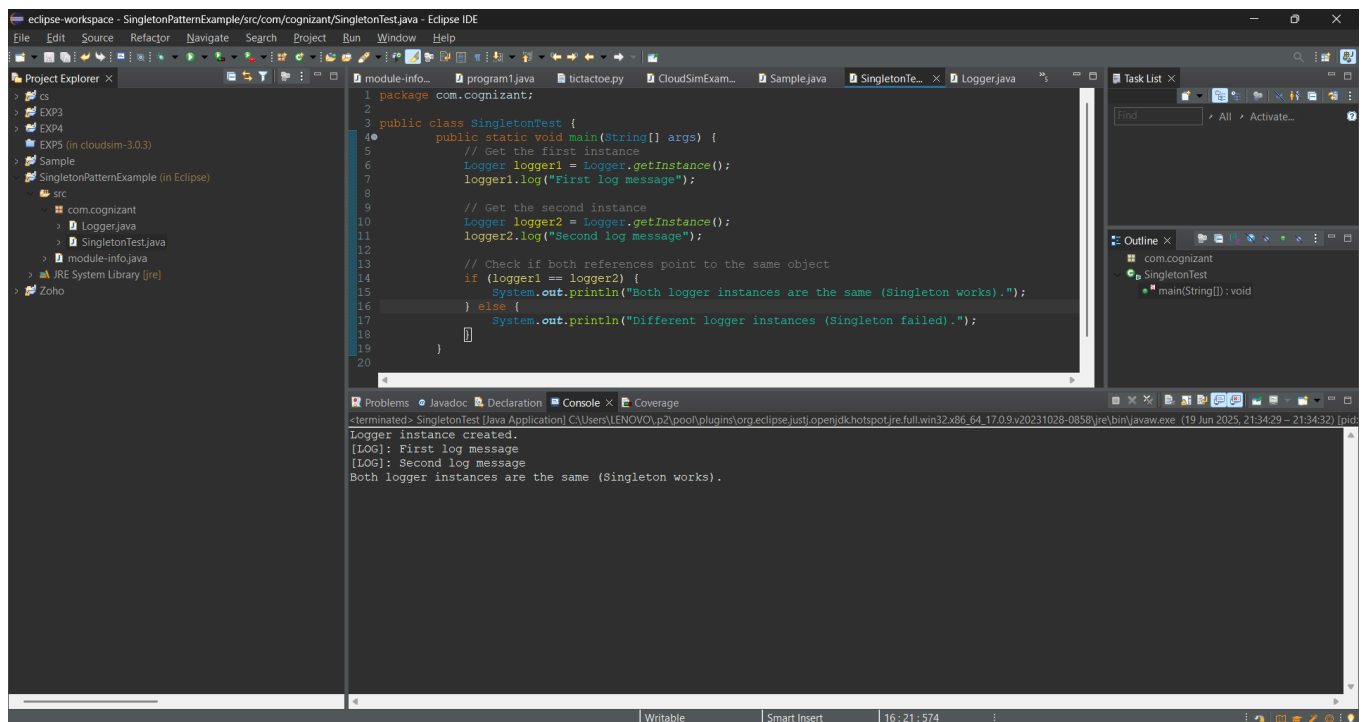 eclipse-workspace - SingletonPatternExample/src/com/cognizant/SingletonTest.java - Eclipse IDE
File Edit Source Refactor Navigate Search Project Run Window Help
Project Explorer
cs
EXP3
EXP4
EXP5 (in cloudsim-3.0.3)
Sample
SingletonPatternExample (in Eclipse)
src
com.cognizant
Logger.java
SingletonTest.java
module-info.java
JRE System Library [jre]
Zoho
module-info... program1.java tictactoe.py CloudSimExam... Sample.java SingletonTe... Logger.java "5
1 package com.cognizant;
2
3 public class SingletonTest {
4 public static void main(String[] args) {
5 // Get the first instance
6 Logger logger1 = Logger.getInstance();
7 logger1.log("First log message");
8
9 // Get the second instance
10 Logger logger2 = Logger.getInstance();
11 logger2.log("Second log message");
12
13 // Check if both references point to the same object
14 if (logger1 == logger2) {
15 System.out.println("Both logger instances are the same (Singleton works).");
16 } else {
17 System.out.println("Different logger instances (Singleton failed).");
18 }
19 }
20
Task List
Find All Activate...
Outline
com.cognizant
SingletonTest
main(String[]) : void
Problems Javadoc Declaration Console Coverage
<terminated> SingletonTest [Java Application] C:\Users\LENOVO\.p2\pool\plugins\org.eclipse.justj.openjdk.hotspot.jre.full.win32.x86_64_17.0.9.v20231028-0858\jre\bin\javaw.exe (19 Jun 2025, 21:34:29 – 21:34:32) [pid:
Logger instance created.
[LOG]: First log message
[LOG]: Second log message
Both logger instances are the same (Singleton works).
Writable Smart Insert 16 : 21 : 574